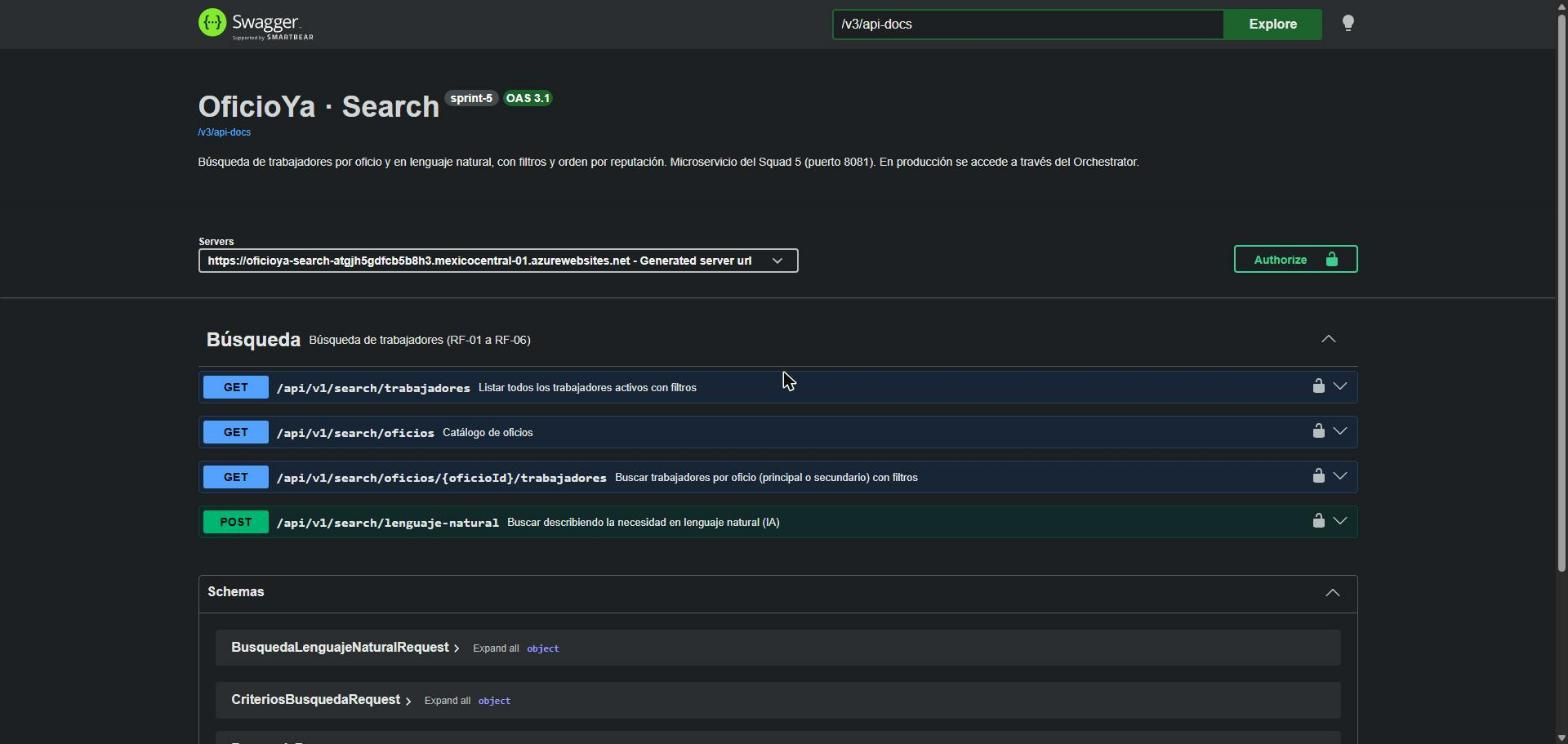 Swagger
Supported by SMARTBEAR
/v3/api-docs
Explore
OficioYa · Search
sprint-5
OAS 3.1
/v3/api-docs
Búsqueda de trabajadores por oficio y en lenguaje natural, con filtros y orden por reputación. Microservicio del Squad 5 (puerto 8081). En producción se accede a través del Orchestrator.
Servers
https://oficioya-search-atgjh5gdfcb5b8h3.mexicocentral-01.azurewebsites.net - Generated server url
Authorize
Búsqueda Búsqueda de trabajadores (RF-01 a RF-06)
GET /api/v1/search/trabajadores Listar todos los trabajadores activos con filtros
GET /api/v1/search/oficios Catálogo de oficios
GET /api/v1/search/oficios/{oficioId}/trabajadores Buscar trabajadores por oficio (principal o secundario) con filtros
POST /api/v1/search/lenguaje-natural Buscar describiendo la necesidad en lenguaje natural (IA)
Schemas
BusquedaLenguajeNaturalRequest Expand all object
CriteriosBusquedaRequest Expand all object